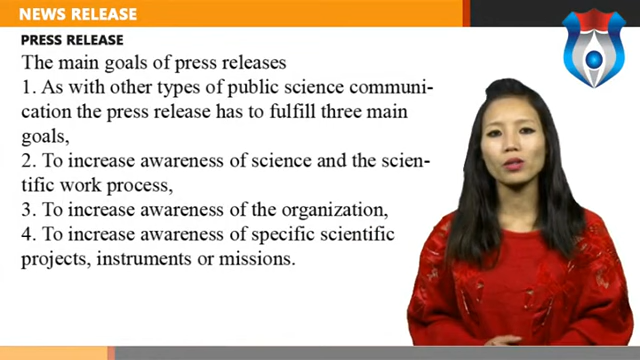 NEWS RELEASE
PRESS RELEASE
The main goals of press releases
1. As with other types of public science communi-
cation the press release has to fulfill three main
goals,
2. To increase awareness of science and the scien-
tific work process,
3. To increase awareness of the organization,
4. To increase awareness of specific scientific
projects, instruments or missions.